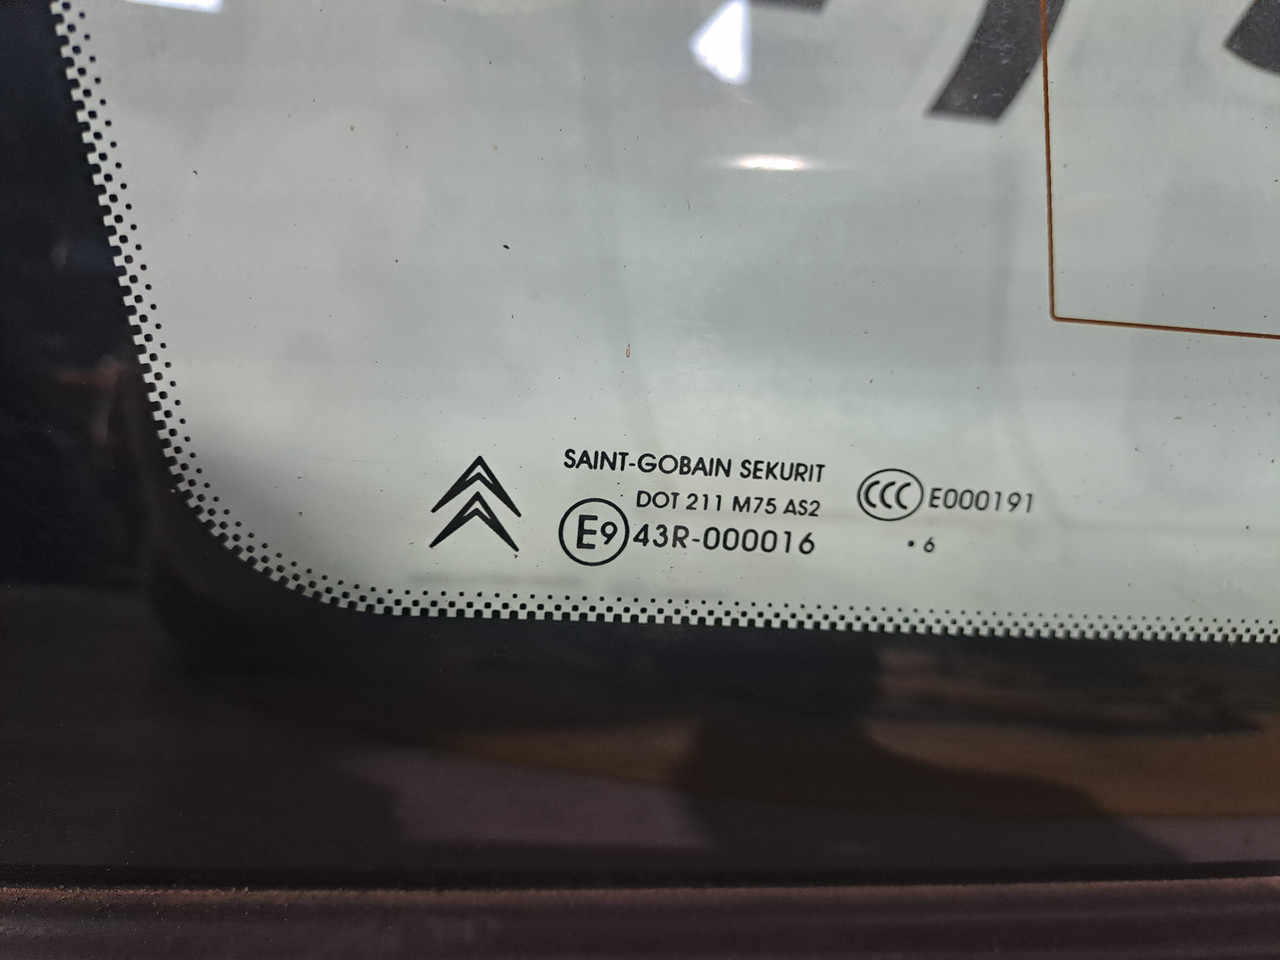 SAINT-GOBAIN SEKURIT
DOT 211 M75 AS2
E9 43R-000016
CCC E000191
• 6